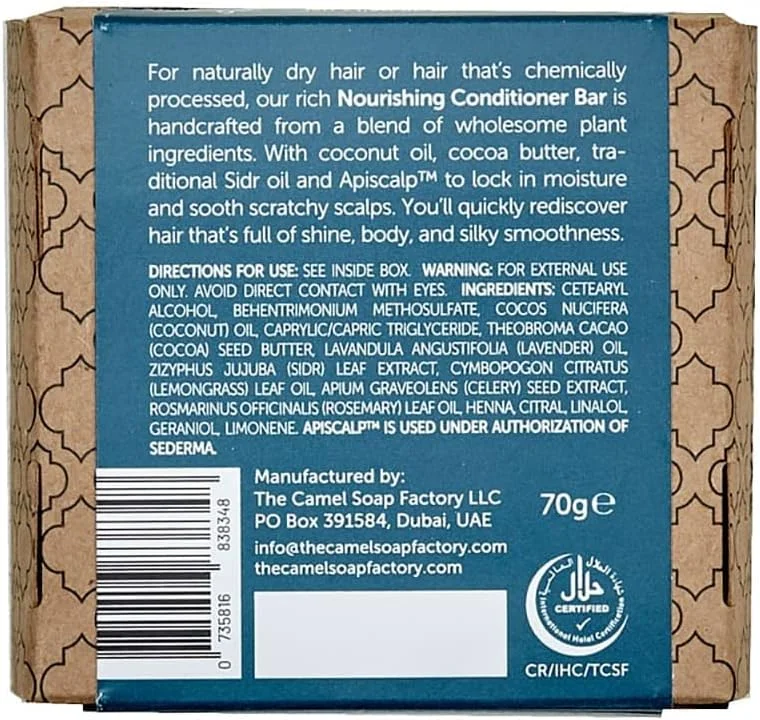 For naturally dry hair or hair that's chemically
processed, our rich Nourishing Conditioner Bar is
handcrafted from a blend of wholesome plant
ingredients. With coconut oil, cocoa butter, tra-
ditional Sidr oil and Apiscalp™ to lock in moisture
and sooth scratchy scalps. You'll quickly rediscover
hair that's full of shine, body, and silky smoothness.
DIRECTIONS FOR USE: SEE INSIDE BOX. WARNING: FOR EXTERNAL USE
ONLY. AVOID DIRECT CONTACT WITH EYES. INGREDIENTS: CETEARYL
ALCOHOL, BEHENTRIMONIUM METHOSULFATE, COCOS NUCIFERA
(COCONUT) OIL, CAPRYLIC/CAPRIC TRIGLYCERIDE, THEOBROMA CACAO
(COCOA) SEED BUTTER, LAVANDULA ANGUSTIFOLIA (LAVENDER) OIL,
ZIZYPHUS JUJUBA (SIDR) LEAF EXTRACT, CYMBOPOGON CITRATUS
(LEMONGRASS) LEAF OIL, APIUM GRAVEOLENS (CELERY) SEED EXTRACT,
ROSMARINUS OFFICINALIS (ROSEMARY) LEAF OIL, HENNA, CITRAL, LINALOL,
GERANIOL, LIMONENE. APISCALP™ IS USED UNDER AUTHORIZATION OF
SEDERMA.
0 735816 838348
Manufactured by:
The Camel Soap Factory LLC
PO Box 391584, Dubai, UAE
info@thecamelsoapfactory.com
thecamelsoapfactory.com
70g℮
شهادة الحلال العالمية
حلال
CERTIFIED
International Halal Certification
CR/IHC/TCSF